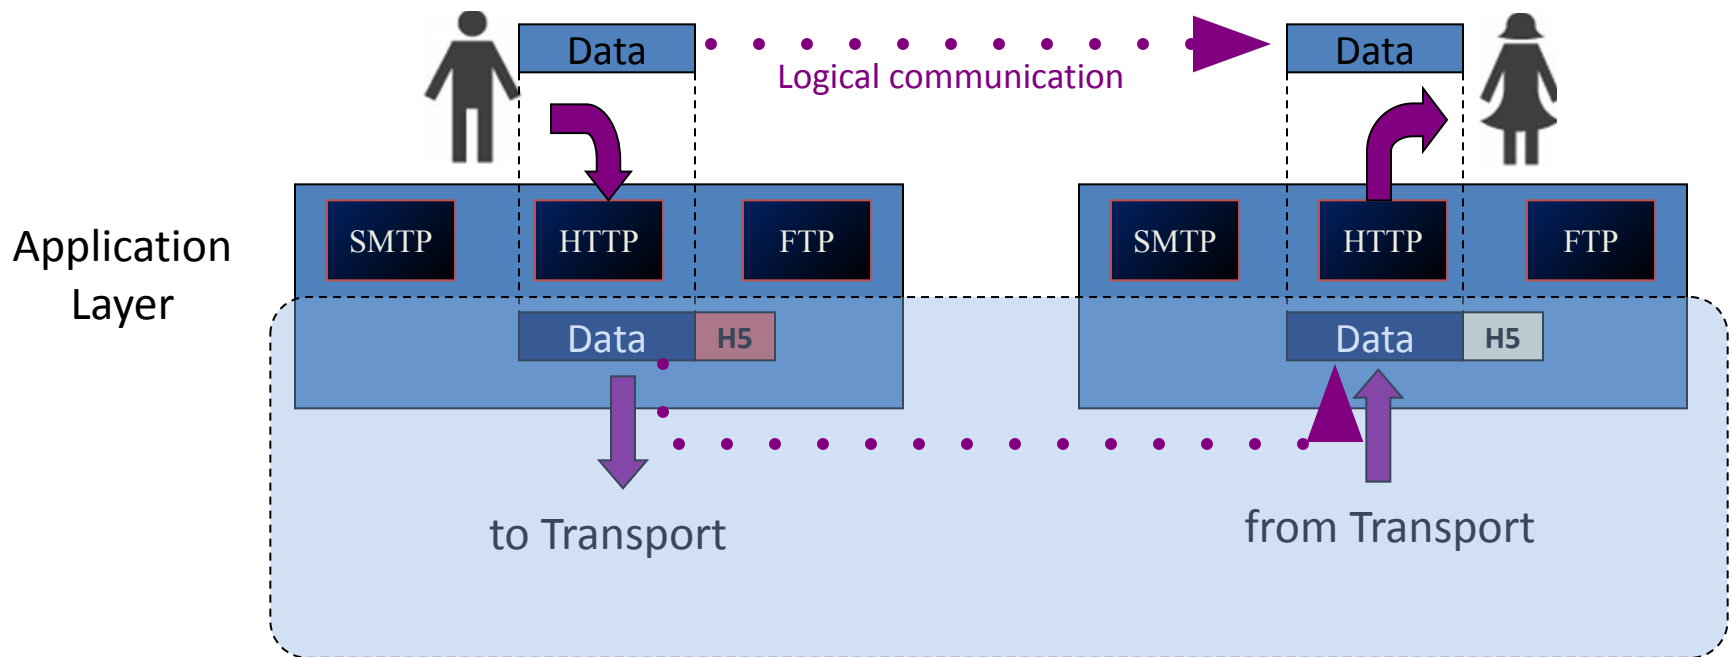 Data
Logical communication
Data
Application
Layer
SMTP
HTTP
FTP
SMTP
HTTP
FTP
Data
H5
Data
H5
to Transport
from Transport